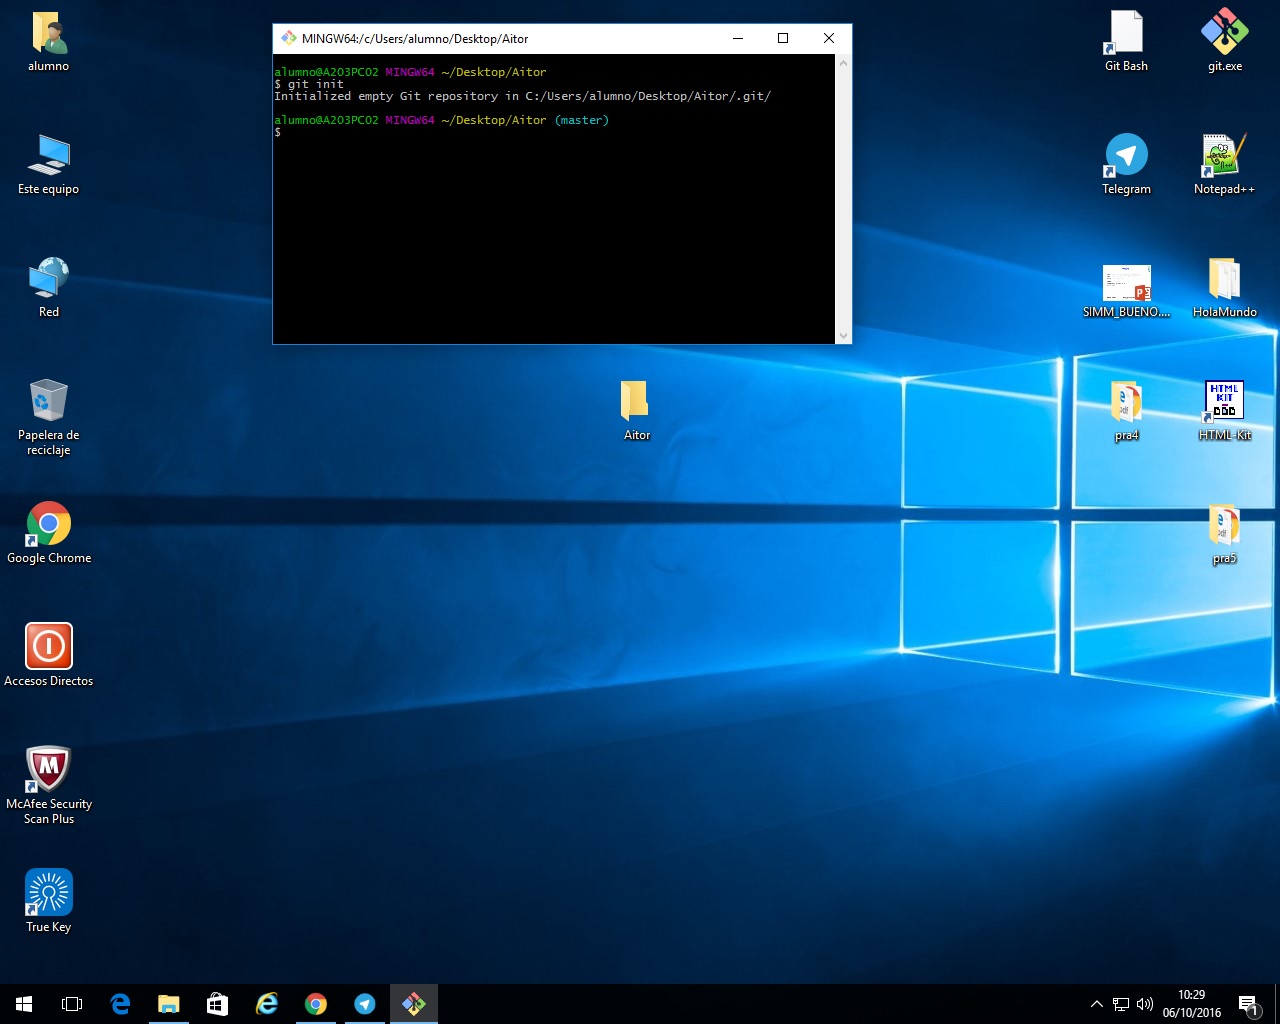 MINGW64:/c/Users/alumno/Desktop/Aitor
alumno@A203PC02 MINGW64 ~/Desktop/Aitor
$ git init
Initialized empty Git repository in C:/Users/alumno/Desktop/Aitor/.git/
alumno@A203PC02 MINGW64 ~/Desktop/Aitor (master)
$
alumno
Este equipo
Red
Papelera de
reciclaje
Google Chrome
Accesos Directos
McAfee Security
Scan Plus
True Key
Aitor
Git Bash
git.exe
Telegram
Notepad++
SIMM_BUENO....
HolaMundo
pra4
HTML
KIT
HTML-Kit
pra5
10:29
06/10/2016
1